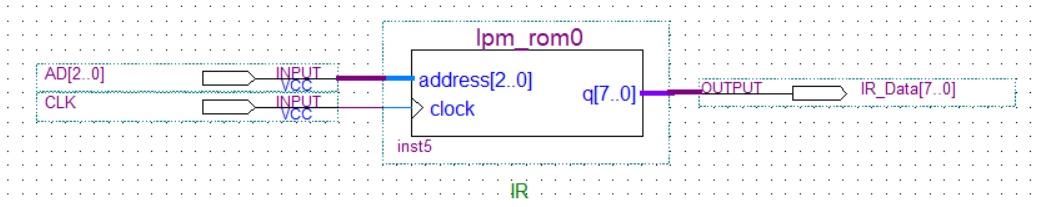 lpm_rom0
AD[2..0] INPUT
VCC
address[2..0]
q[7..0]
OUTPUT IR_Data[7..0]
CLK INPUT
VCC
clock
inst5
IR